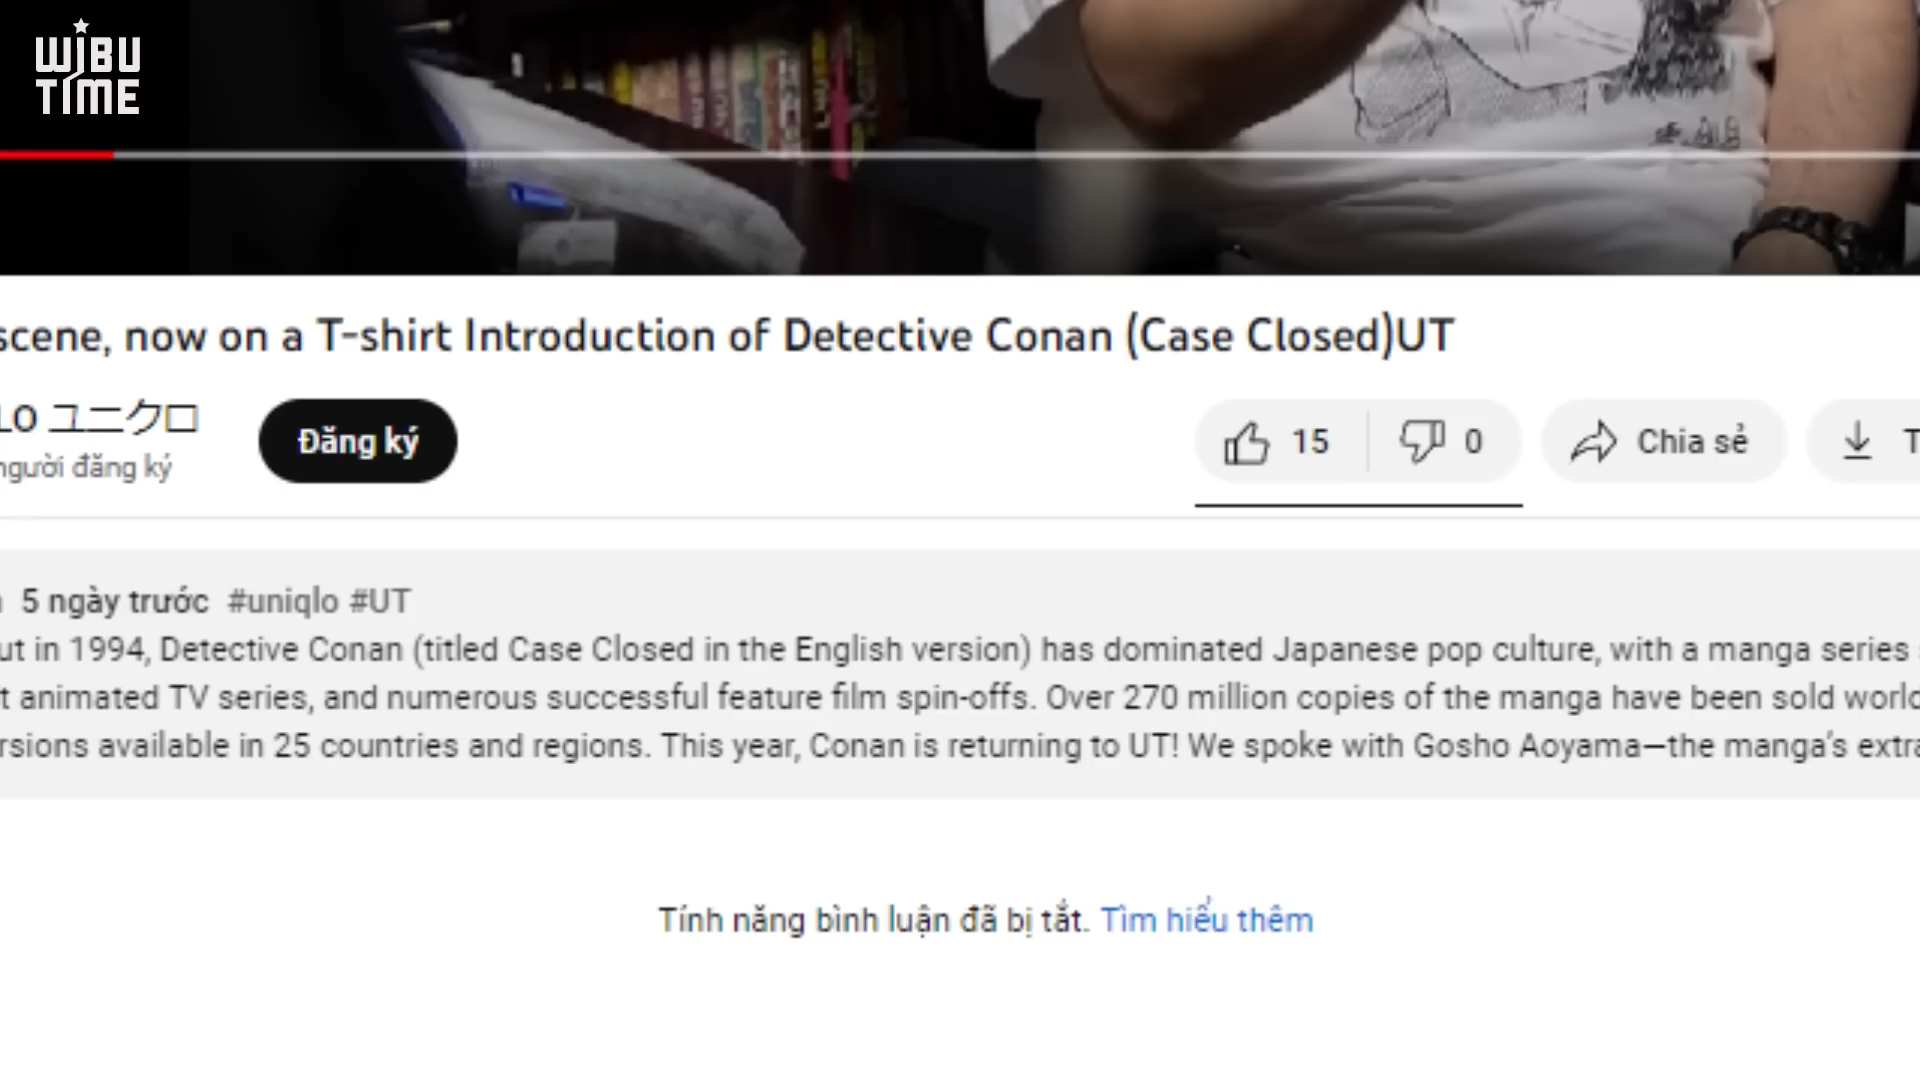 WIBU
TIME
scene, now on a T-shirt Introduction of Detective Conan (Case Closed)UT
LO ユニクロ
người đăng ký
Đăng ký
15
0
Chia sẻ
T
5 ngày trước #uniqlo #UT
ut in 1994, Detective Conan (titled Case Closed in the English version) has dominated Japanese pop culture, with a manga series
t animated TV series, and numerous successful feature film spin-offs. Over 270 million copies of the manga have been sold world
rsions available in 25 countries and regions. This year, Conan is returning to UT! We spoke with Gosho Aoyama—the manga's extra
Tính năng bình luận đã bị tắt. Tìm hiểu thêm